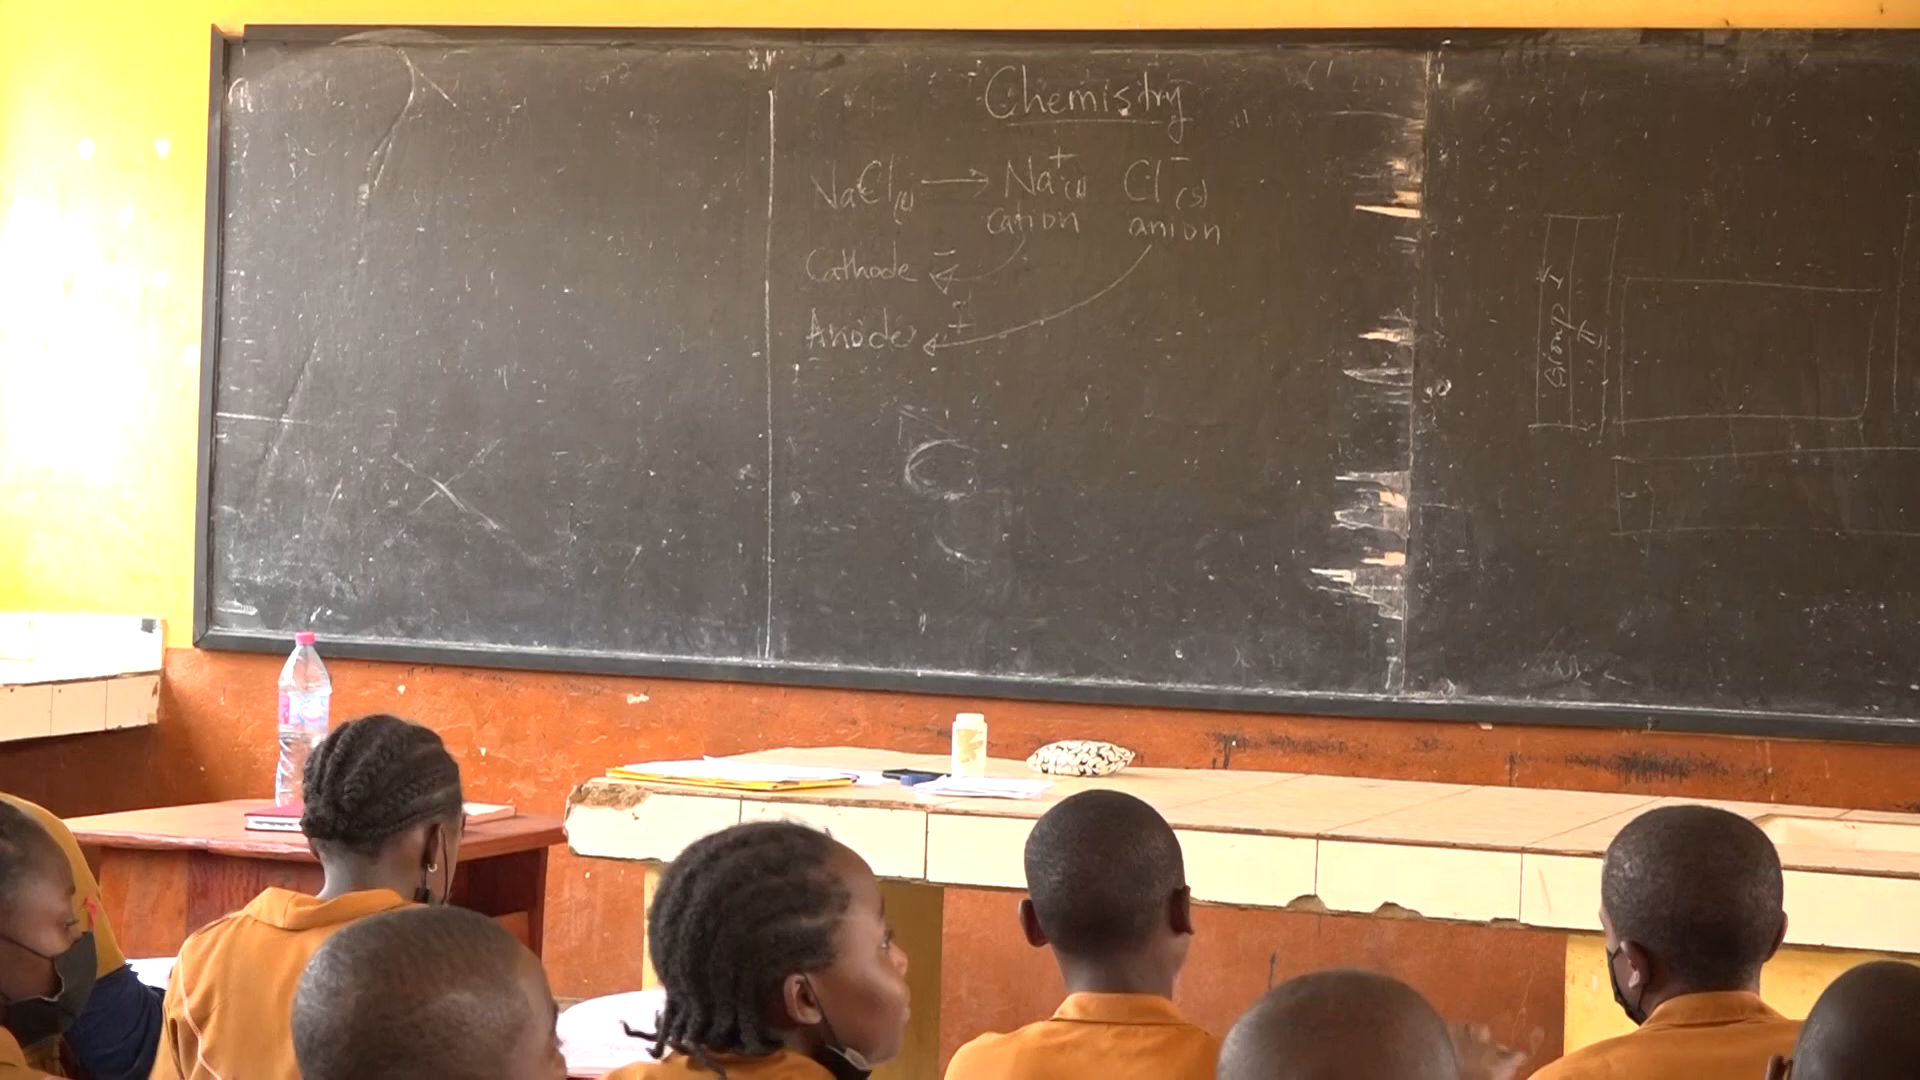 Chemistry
NaCl(l) → Na⁺(l) Cl⁻(s)
cation anion
Cathode -
Anode +
Group I
II